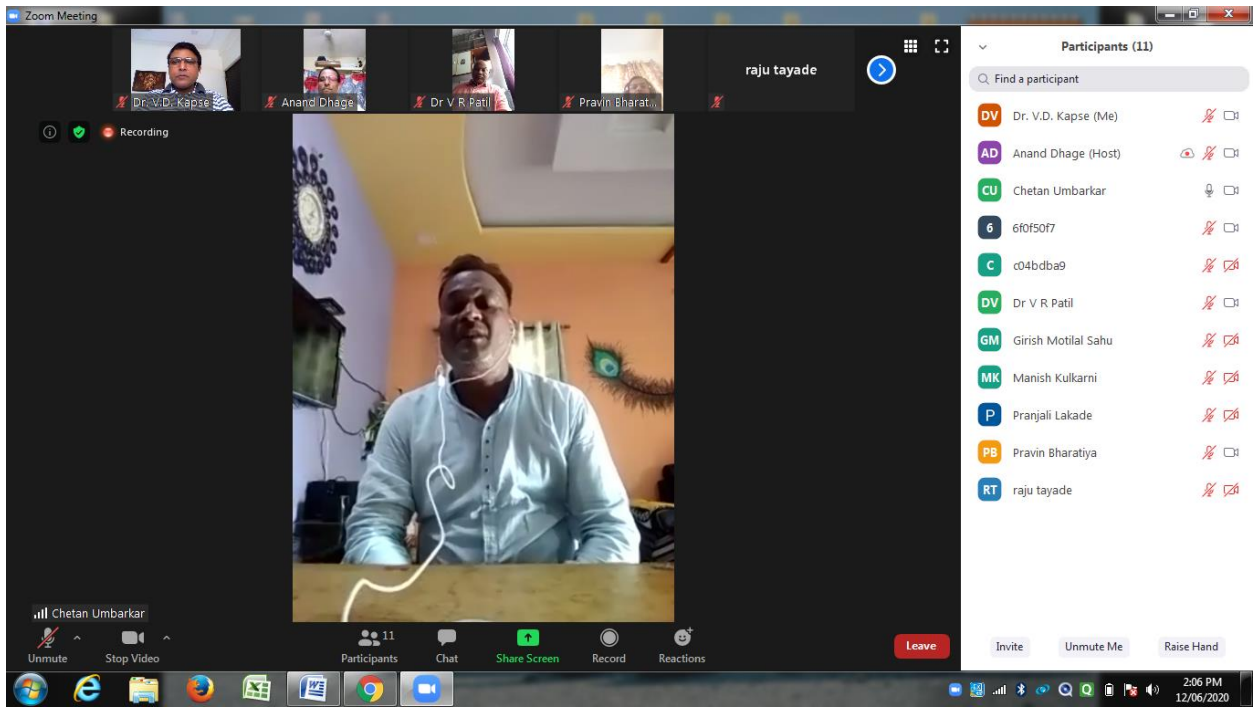 Zoom Meeting
Dr. V.D. Kapse
Anand Dhage
Dr V R Patil
Pravin Bharat...
raju tayade
Recording
Chetan Umbarkar
Unmute
Stop Video
11
Participants
Chat
Share Screen
Record
Reactions
Leave
Participants (11)
Find a participant
DV Dr. V.D. Kapse (Me)
AD Anand Dhage (Host)
CU Chetan Umbarkar
6 6f0f50f7
C c04bdba9
DV Dr V R Patil
GM Girish Motilal Sahu
MK Manish Kulkarni
P Pranjali Lakade
PB Pravin Bharatiya
RT raju tayade
Invite
Unmute Me
Raise Hand
2:06 PM
12/06/2020